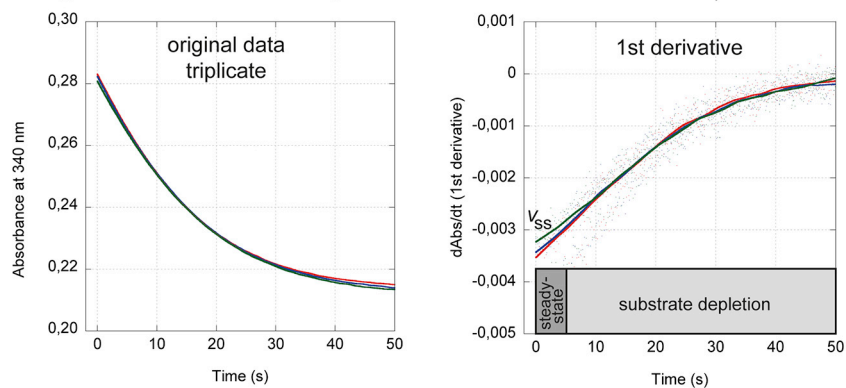 original data
triplicate
0,30
0,28
0,26
0,24
0,22
0,20
Absorbance at 340 nm
0 10 20 30 40 50
Time (s)
1st derivative
0,001
0
-0,001
-0,002
-0,003
-0,004
-0,005
dAbs/dt (1st derivative)
vss
steady-
state
substrate depletion
0 10 20 30 40 50
Time (s)